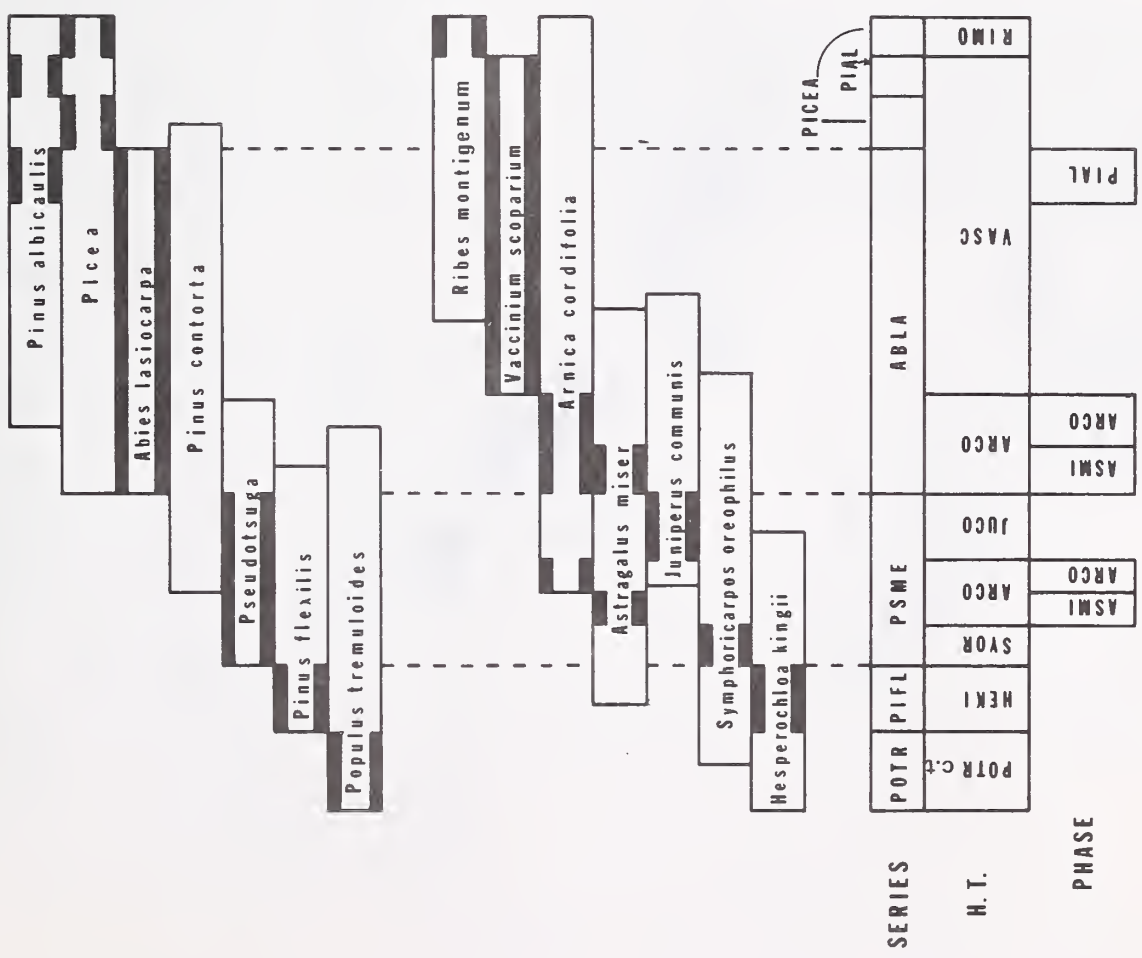 Pinus albicaulis
Picea
Abies lasiocarpa
Pinus contorta
Pseudotsuga
Pinus flexilis
Populus tremuloides
Ribes montigenum
Vaccinium scoparium
Arnica cordifolia
Astragalus miser
Juniperus communis
Symphoricarpos oreophilus
Hesperochloa kingii
SERIES
POTR
PIFL
PSME
ABLA
PICEA
PIAL
H.T.
POTR c.t.
HEKI
SYOR
ARCO
JUCO
ARCO
VASC
RIMO
PHASE
ASMI
ARCO
ASMI
ARCO
PIAL